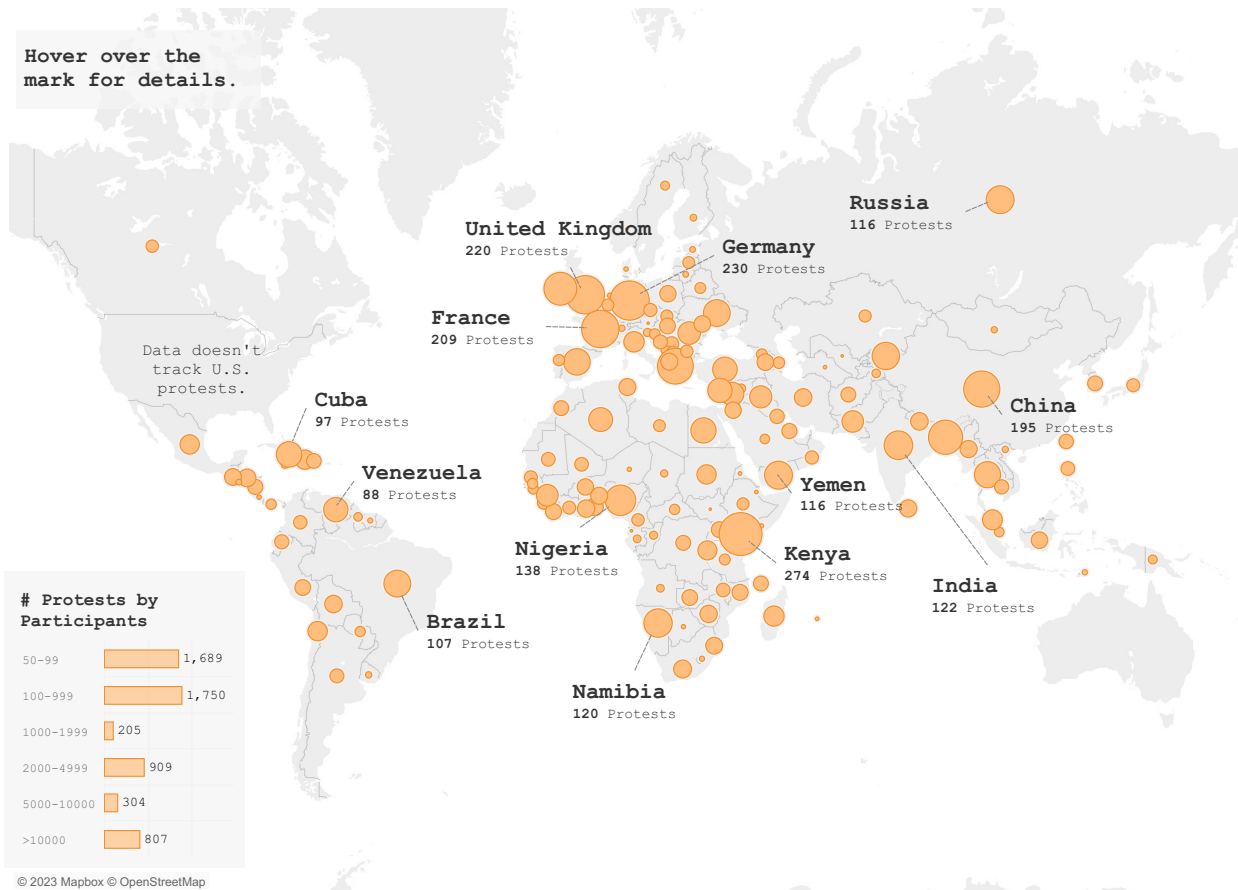 Hover over the
mark for details.
Russia
116 Protests
United Kingdom
220 Protests
Germany
230 Protests
France
209 Protests
Data doesn't
track U.S.
protests.
Cuba
97 Protests
China
195 Protests
Venezuela
88 Protests
Yemen
116 Protests
Nigeria
138 Protests
Kenya
274 Protests
India
122 Protests
Brazil
107 Protests
Namibia
120 Protests
# Protests by
Participants
50-99 1,689
100-999 1,750
1000-1999 205
2000-4999 909
5000-10000 304
>10000 807
© 2023 Mapbox © OpenStreetMap